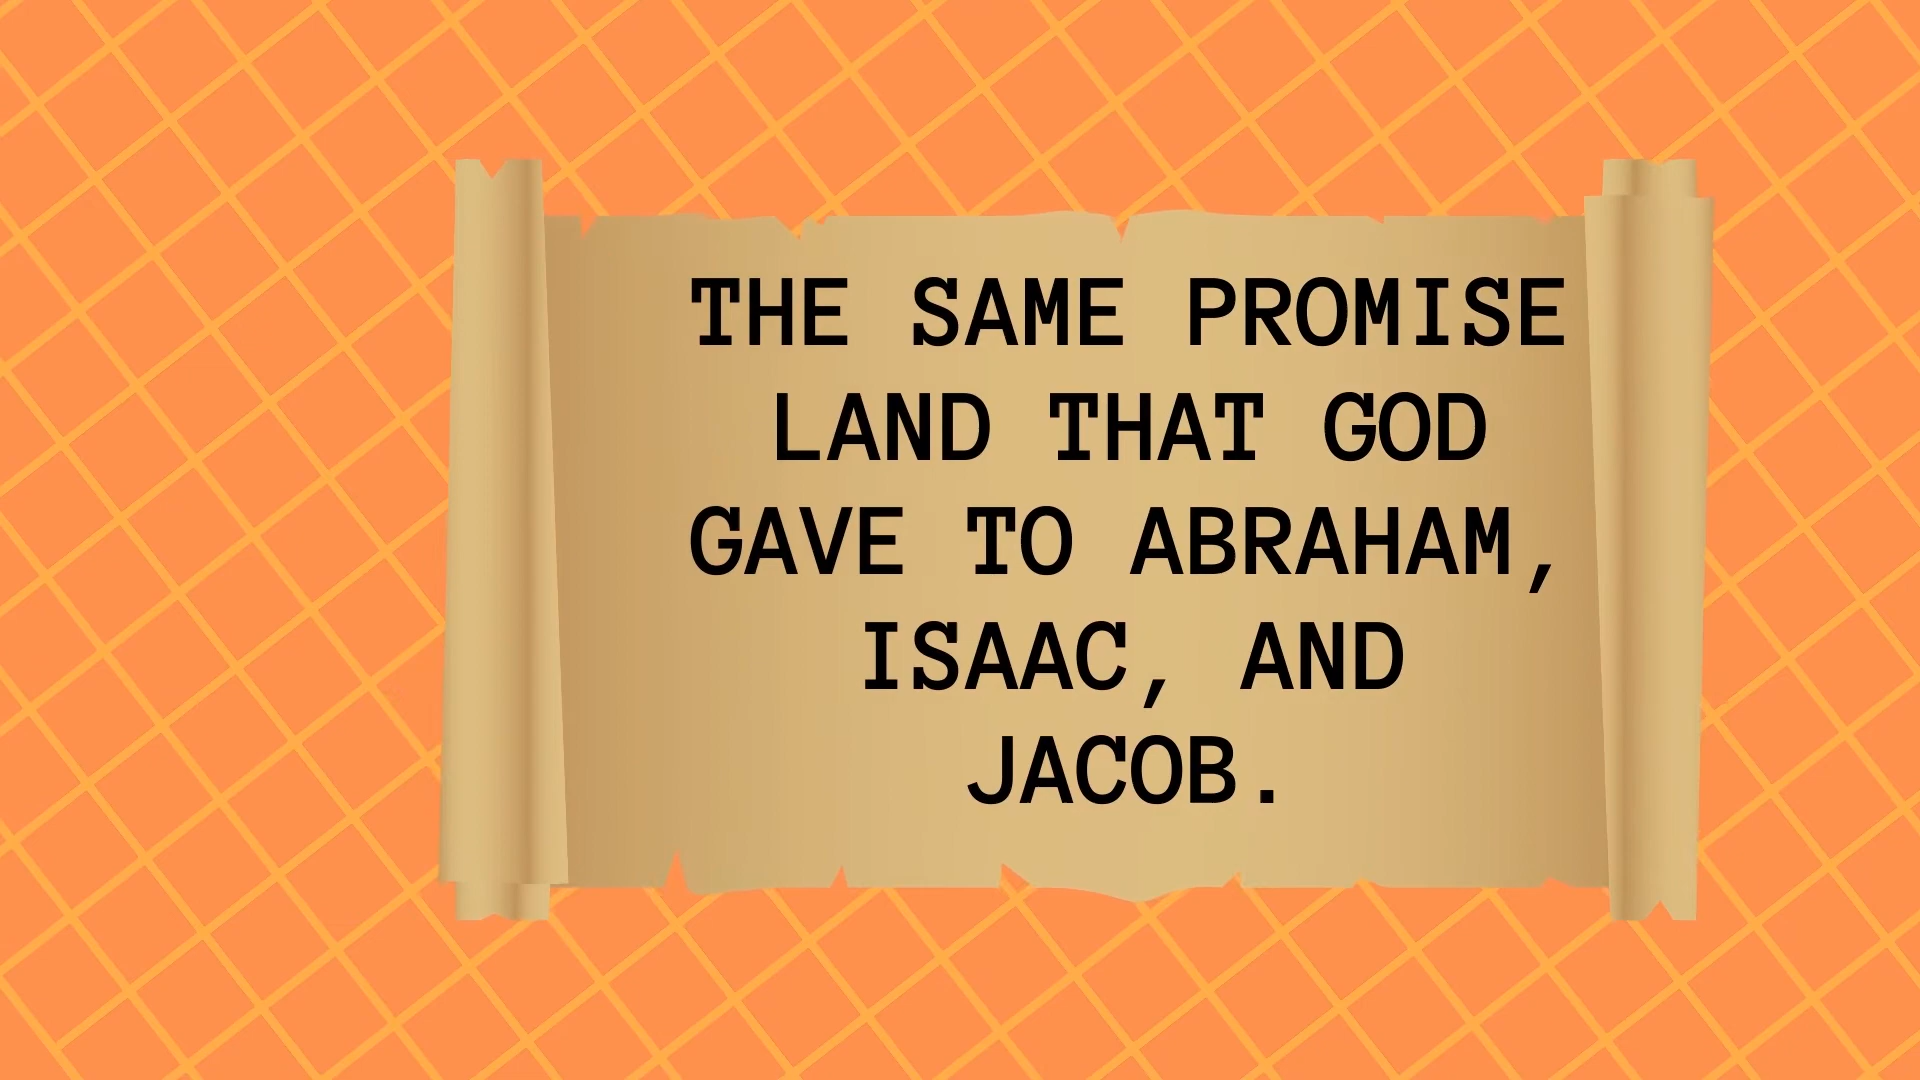 THE SAME PROMISE
LAND THAT GOD
GAVE TO ABRAHAM,
ISAAC, AND
JACOB.